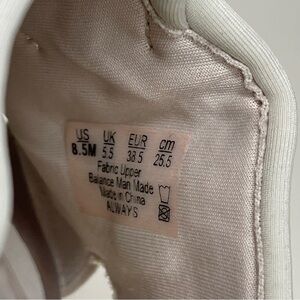 US UK EUR cm
8.5M 5.5 38.5 25.5
Fabric Upper
Balance Man Made
Made in China
ALWAYS